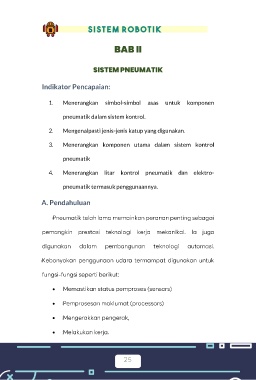 SISTEM ROBOTIK
BAB II
SISTEM PNEUMATIK
Indikator Pencapaian:
1. Menerangkan simbol-simbol asas untuk komponen
pneumatik dalam sistem kontrol.
2. Mengenalpasti jenis-jenis katup yang digunakan.
3. Menerangkan komponen utama dalam sistem kontrol
pneumatik
4. Menerangkan litar kontrol pneumatik dan elektro-
pneumatik termasuk penggunaannya.
A. Pendahuluan
Pneumatik telah lama memainkan peranan penting sebagai
pemangkin prestasi teknologi kerja mekanikal. Ia juga
digunakan dalam pembangunan teknologi automasi.
Kebanyakan penggunaan udara termampat digunakan untuk
fungsi-fungsi seperti berikut:
• Memastikan status pemproses (sensors)
• Pemprosesan maklumat (processors)
• Mengerakkan pengerak,
• Melakukan kerja.
25